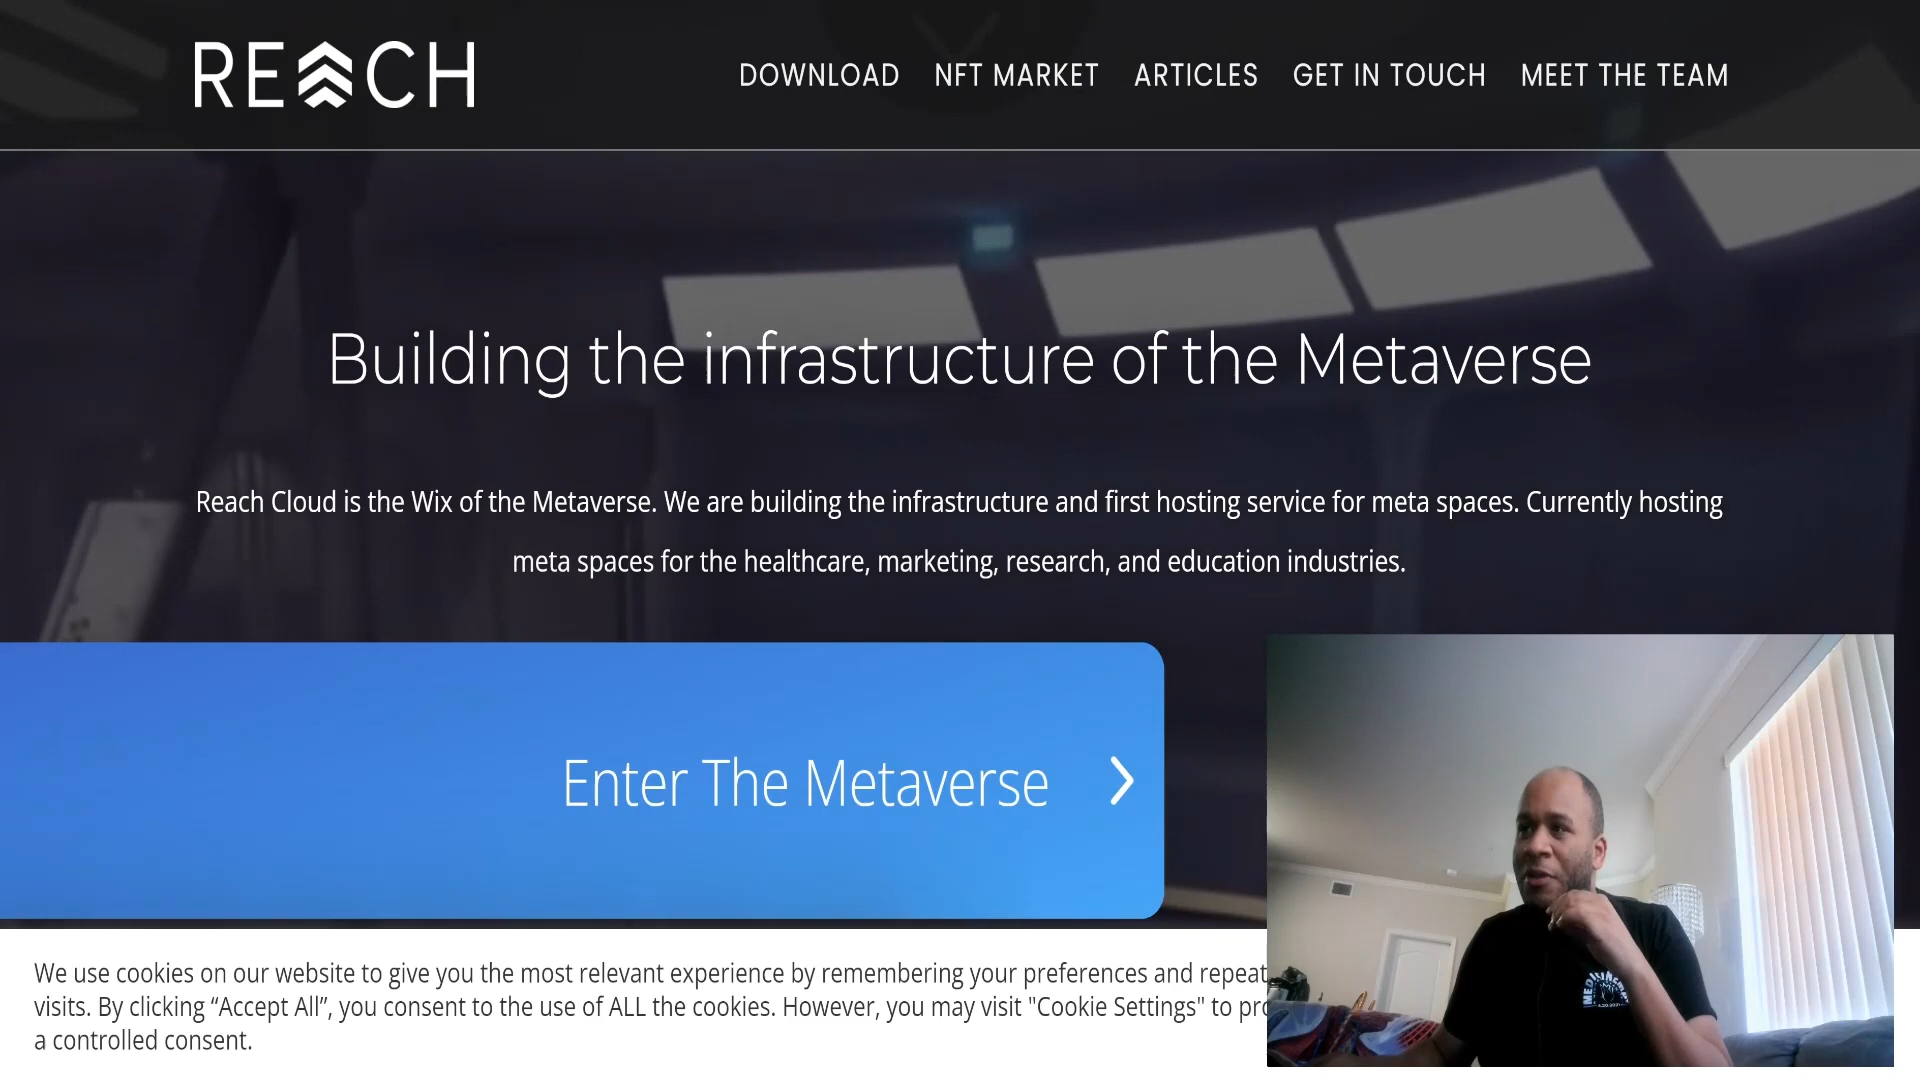 REACH
DOWNLOAD NFT MARKET ARTICLES GET IN TOUCH MEET THE TEAM
Building the infrastructure of the Metaverse
Reach Cloud is the Wix of the Metaverse. We are building the infrastructure and first hosting service for meta spaces. Currently hosting
meta spaces for the healthcare, marketing, research, and education industries.
Enter The Metaverse
We use cookies on our website to give you the most relevant experience by remembering your preferences and repeat
visits. By clicking “Accept All”, you consent to the use of ALL the cookies. However, you may visit "Cookie Settings" to
a controlled consent.